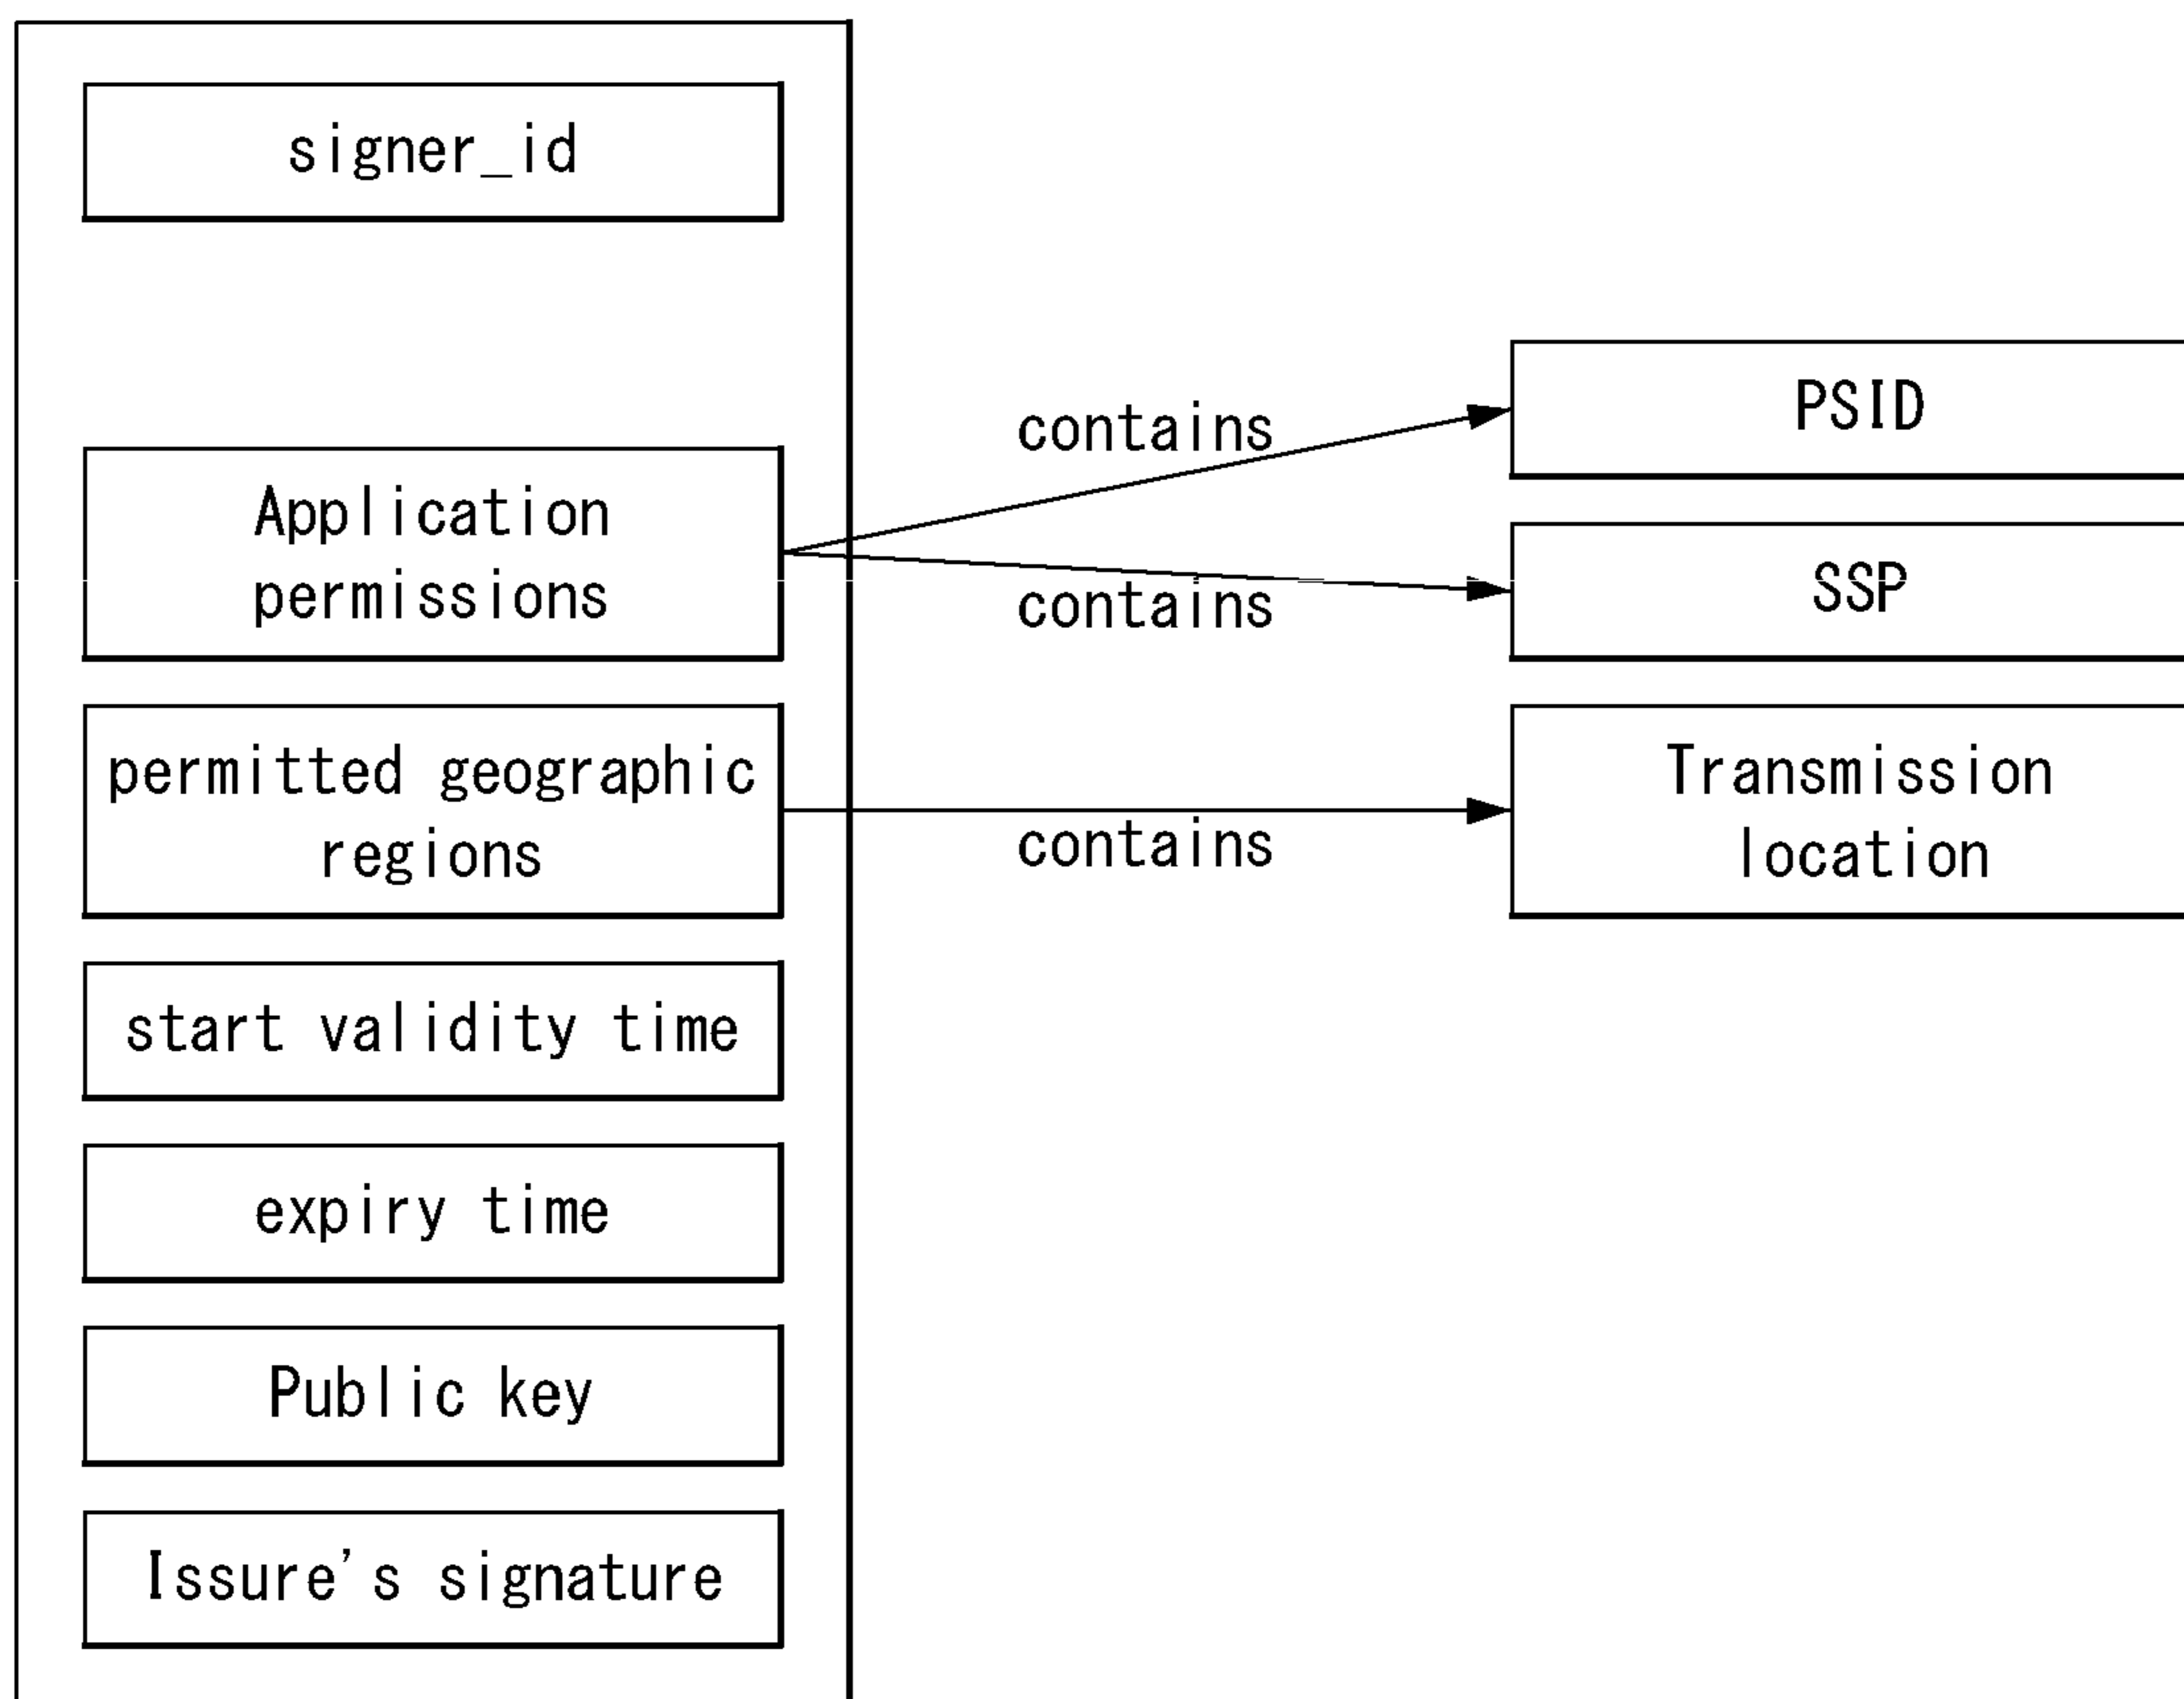 signer_id
Application
permissions
contains
PSID
contains
SSP
permitted geographic
regions
contains
Transmission
location
start validity time
expiry time
Public key
Issure's signature